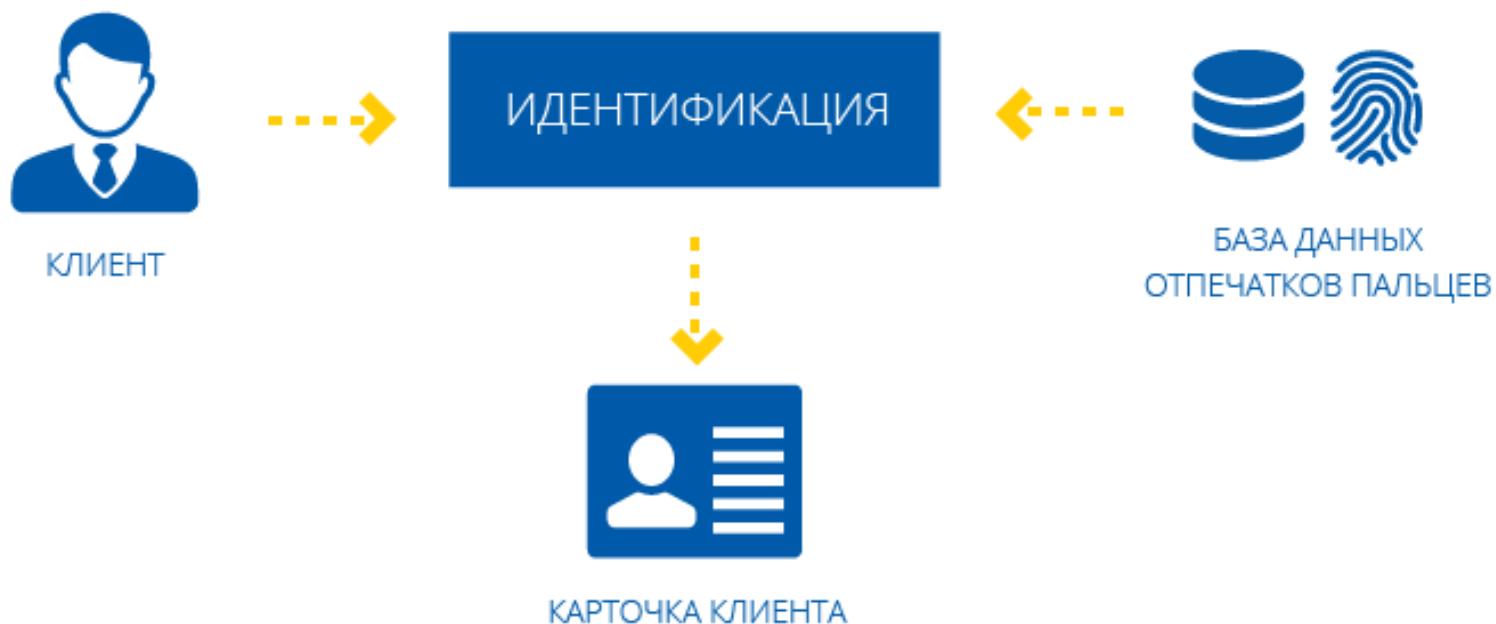 ИДЕНТИФИКАЦИЯ
КЛИЕНТ
БАЗА ДАННЫХ
ОТПЕЧАТКОВ ПАЛЬЦЕВ
КАРТОЧКА КЛИЕНТА